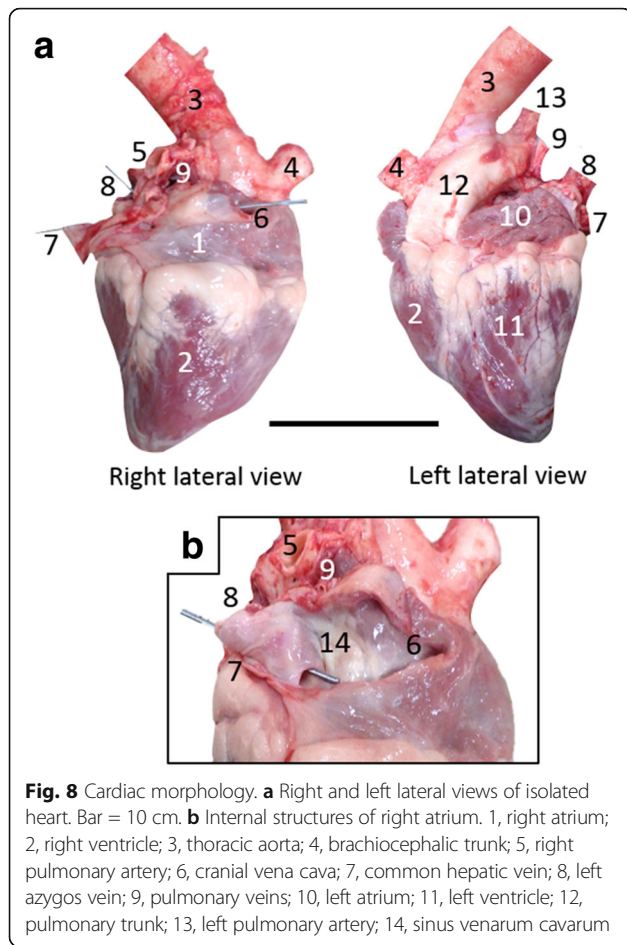 a
3
5
9
8
4
6
7
1
2
3
13
9
4
8
12
10
7
2
11
Right lateral view
Left lateral view
b
5
9
8
14
6
7
Fig. 8 Cardiac morphology. a Right and left lateral views of isolated
heart. Bar = 10 cm. b Internal structures of right atrium. 1, right atrium;
2, right ventricle; 3, thoracic aorta; 4, brachiocephalic trunk; 5, right
pulmonary artery; 6, cranial vena cava; 7, common hepatic vein; 8, left
azygos vein; 9, pulmonary veins; 10, left atrium; 11, left ventricle; 12,
pulmonary trunk; 13, left pulmonary artery; 14, sinus venarum cavarum